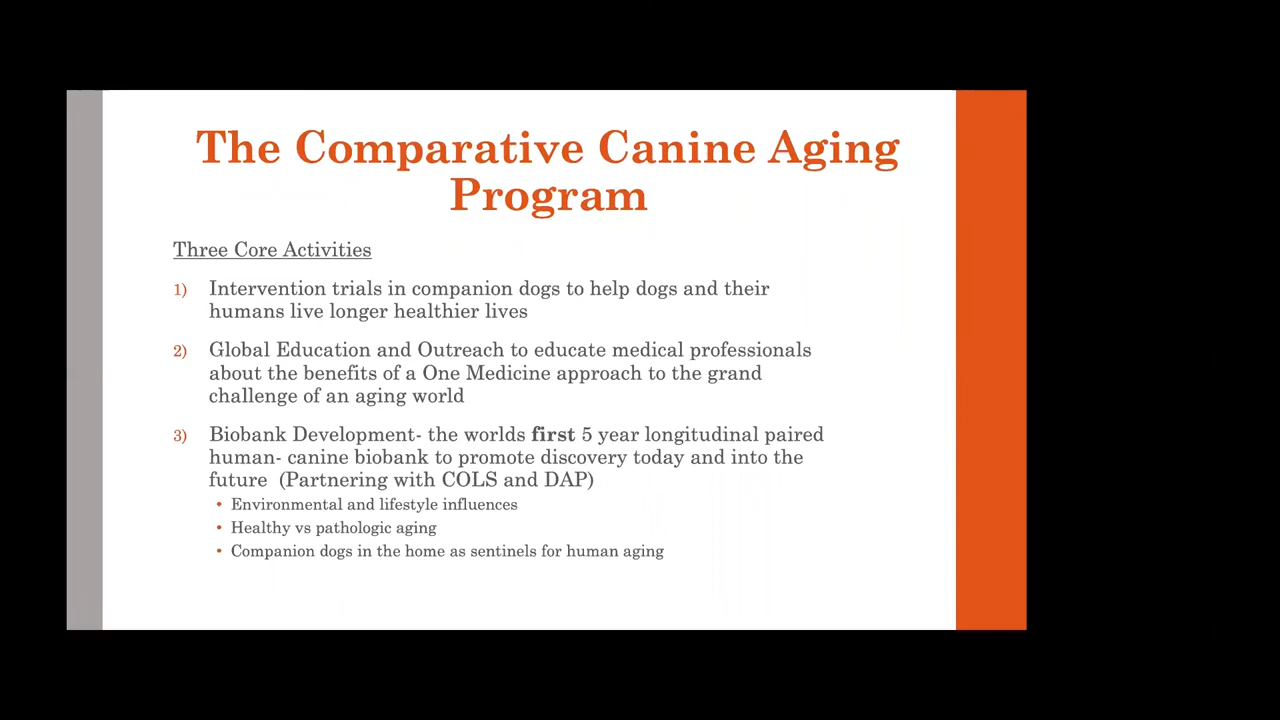 The Comparative Canine Aging
Program
Three Core Activities
1) Intervention trials in companion dogs to help dogs and their
humans live longer healthier lives
2) Global Education and Outreach to educate medical professionals
about the benefits of a One Medicine approach to the grand
challenge of an aging world
3) Biobank Development- the worlds first 5 year longitudinal paired
human- canine biobank to promote discovery today and into the
future (Partnering with COLS and DAP)
• Environmental and lifestyle influences
• Healthy vs pathologic aging
• Companion dogs in the home as sentinels for human aging